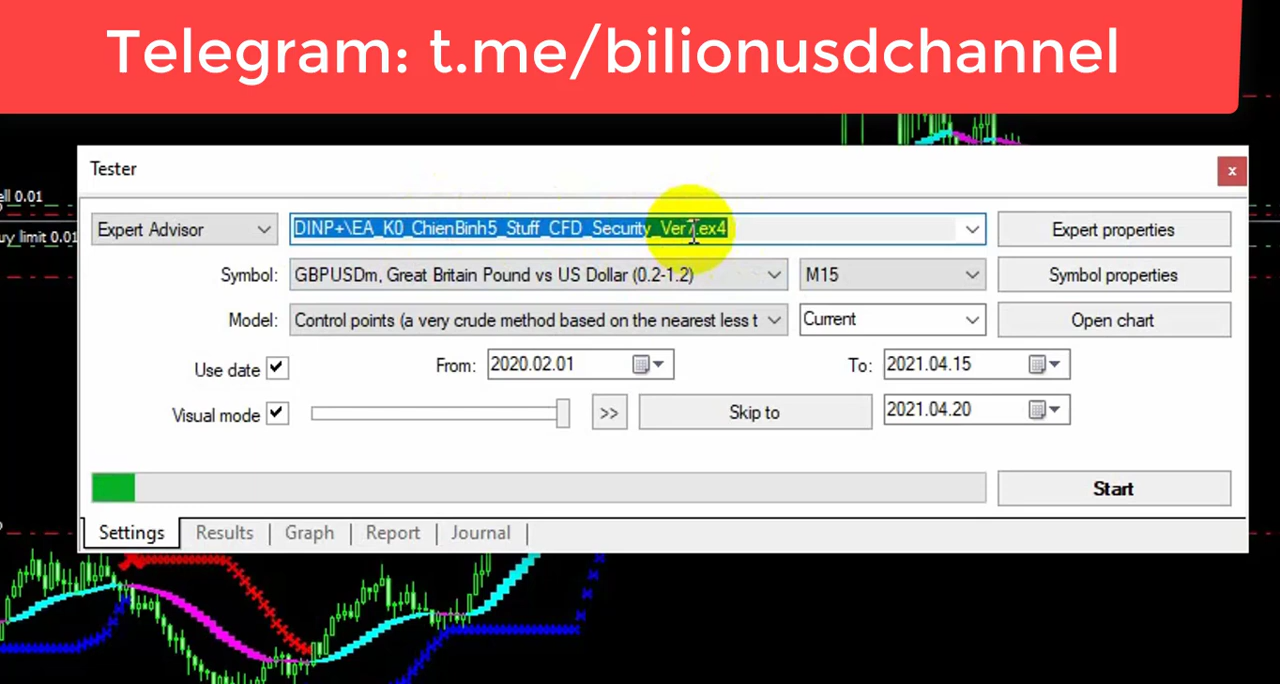 Telegram: t.me/bilionusdchannel
Tester
x
ell 0.01
uy limit 0.01
Expert Advisor
DINP+\EA_K0_ChienBinh5_Stuff_CFD_Security_Ver7.ex4
Expert properties
Symbol:
GBPUSDm, Great Britain Pound vs US Dollar (0.2-1.2)
M15
Symbol properties
Model:
Control points (a very crude method based on the nearest less t
Current
Open chart
Use date
From:
2020.02.01
To:
2021.04.15
Visual mode
>>
Skip to
2021.04.20
Start
Settings
Results
Graph
Report
Journal